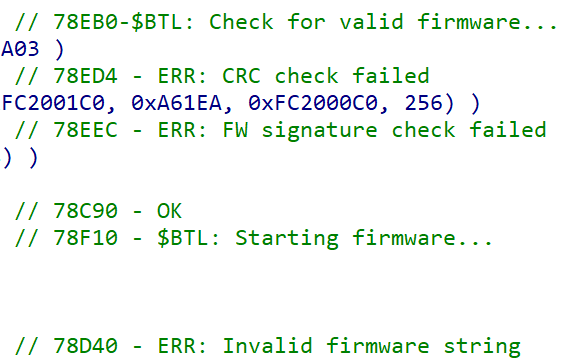 // 78EB0-$BTL: Check for valid firmware...
A03 )
// 78ED4 - ERR: CRC check failed
FC2001C0, 0xA61EA, 0xFC2000C0, 256) )
// 78EEC - ERR: FW signature check failed
) )
// 78C90 - OK
// 78F10 - $BTL: Starting firmware...
// 78D40 - ERR: Invalid firmware string